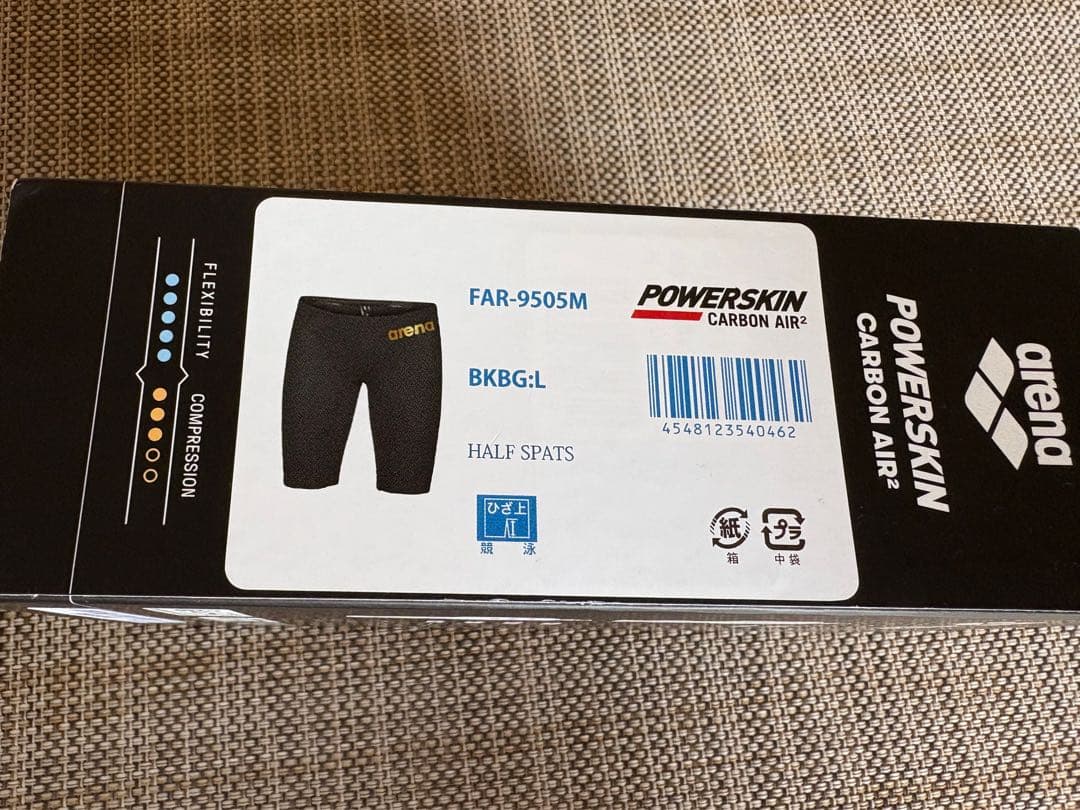 FLEXIBILITY
COMPRESSION
arena
FAR-9505M
BKBG:L
HALF SPATS
ひざ上
競泳
POWERSKIN
CARBON AIR²
4548123540462
紙
箱
プラ
中袋
POWERSKIN
CARBON AIR²
arena